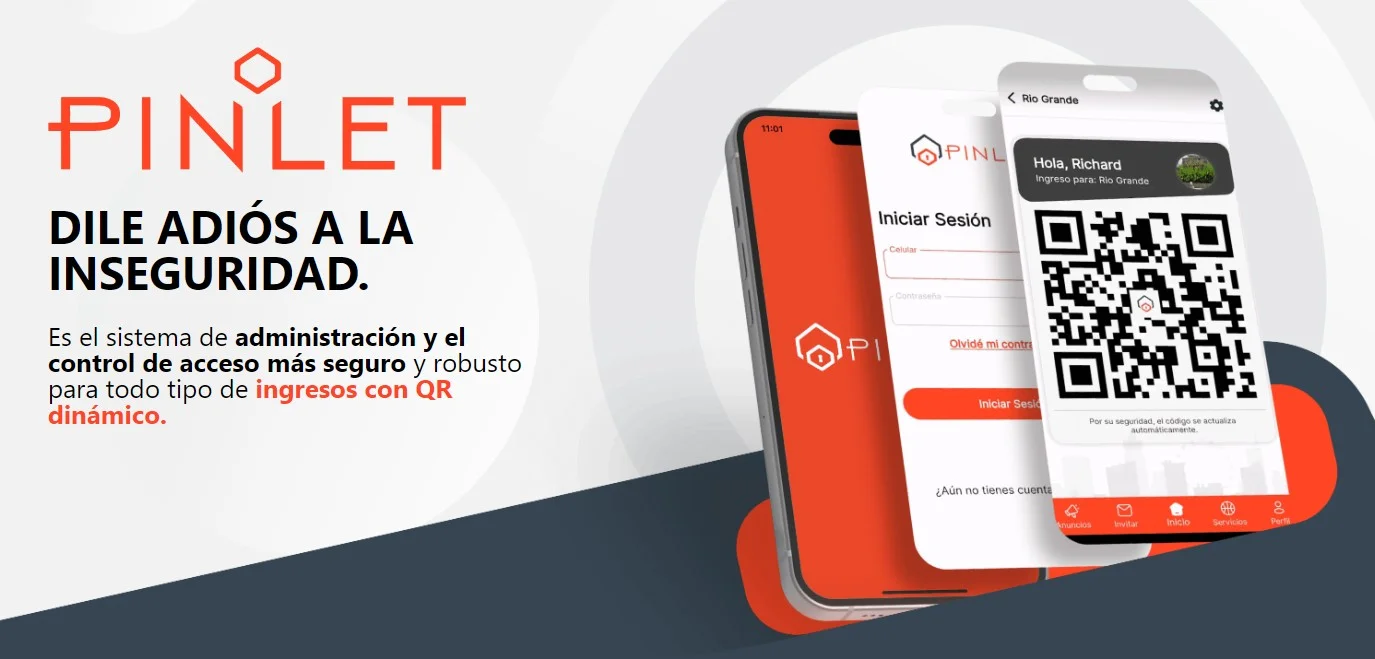 PINLET
DILE ADIÓS A LA
INSEGURIDAD.
Es el sistema de administración y el
control de acceso más seguro y robusto
para todo tipo de ingresos con QR
dinámico.
11:01
PI
PINL
Iniciar Sesión
Celular
Contraseña
Olvidé mi contra
Iniciar Sesió
¿Aún no tienes cuenta
Rio Grande
Hola, Richard
Ingreso para: Rio Grande
Por su seguridad, el código se actualiza
automáticamente.
Anuncios
Invitar
Inicio
Servicios
Perfil